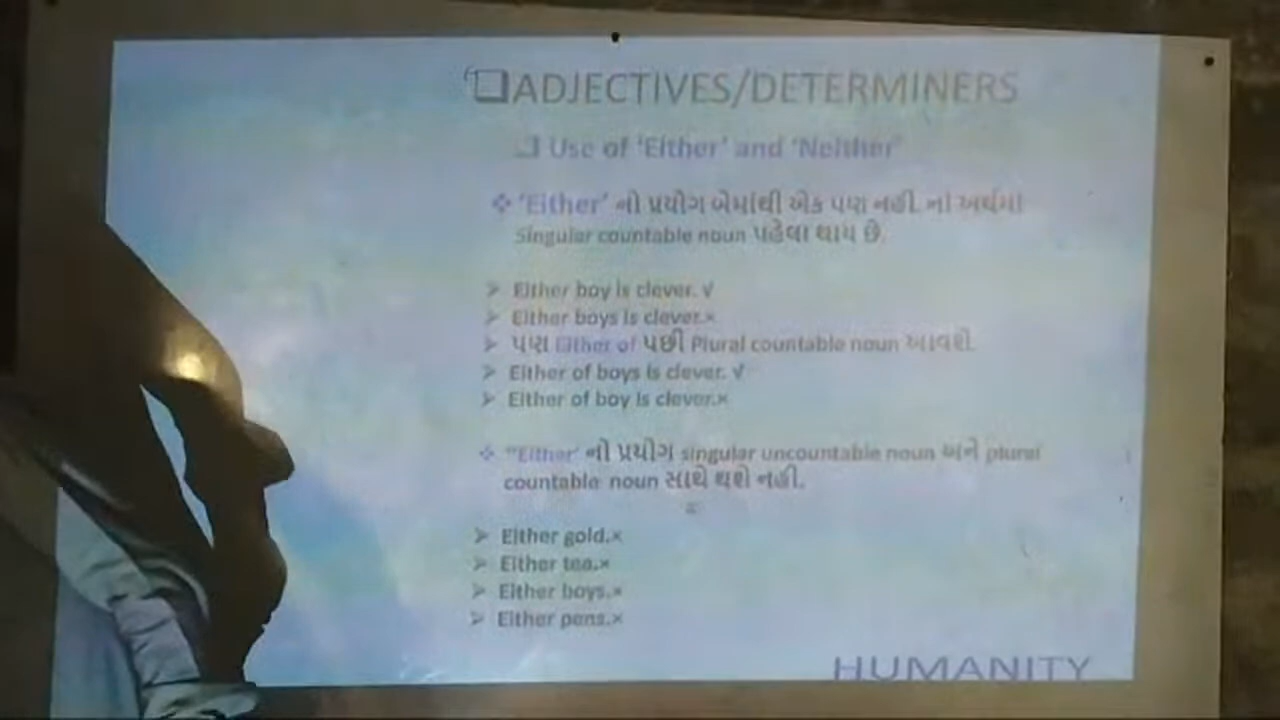 ❑ADJECTIVES/DETERMINERS
❑ Use of ‘Either’ and ‘Neither’
❖ ‘Either’ નો પ્રયોગ બેમાંથી એક પણ નહી. નાં અર્થમાં
Singular countable noun પહેલા થાય છે.
➢ Either boy is clever. √
➢ Either boys is clever.×
➢ પણ Either of પછી Plural countable noun આવશે.
➢ Either of boys is clever. √
➢ Either of boy is clever.×
❖ “Either’ નો પ્રયોગ singular uncountable noun અને plural
countable noun સાથે થશે નહી.
➢ Either gold.×
➢ Either tea.×
➢ Either boys.×
➢ Either pens.×
HUMANITY